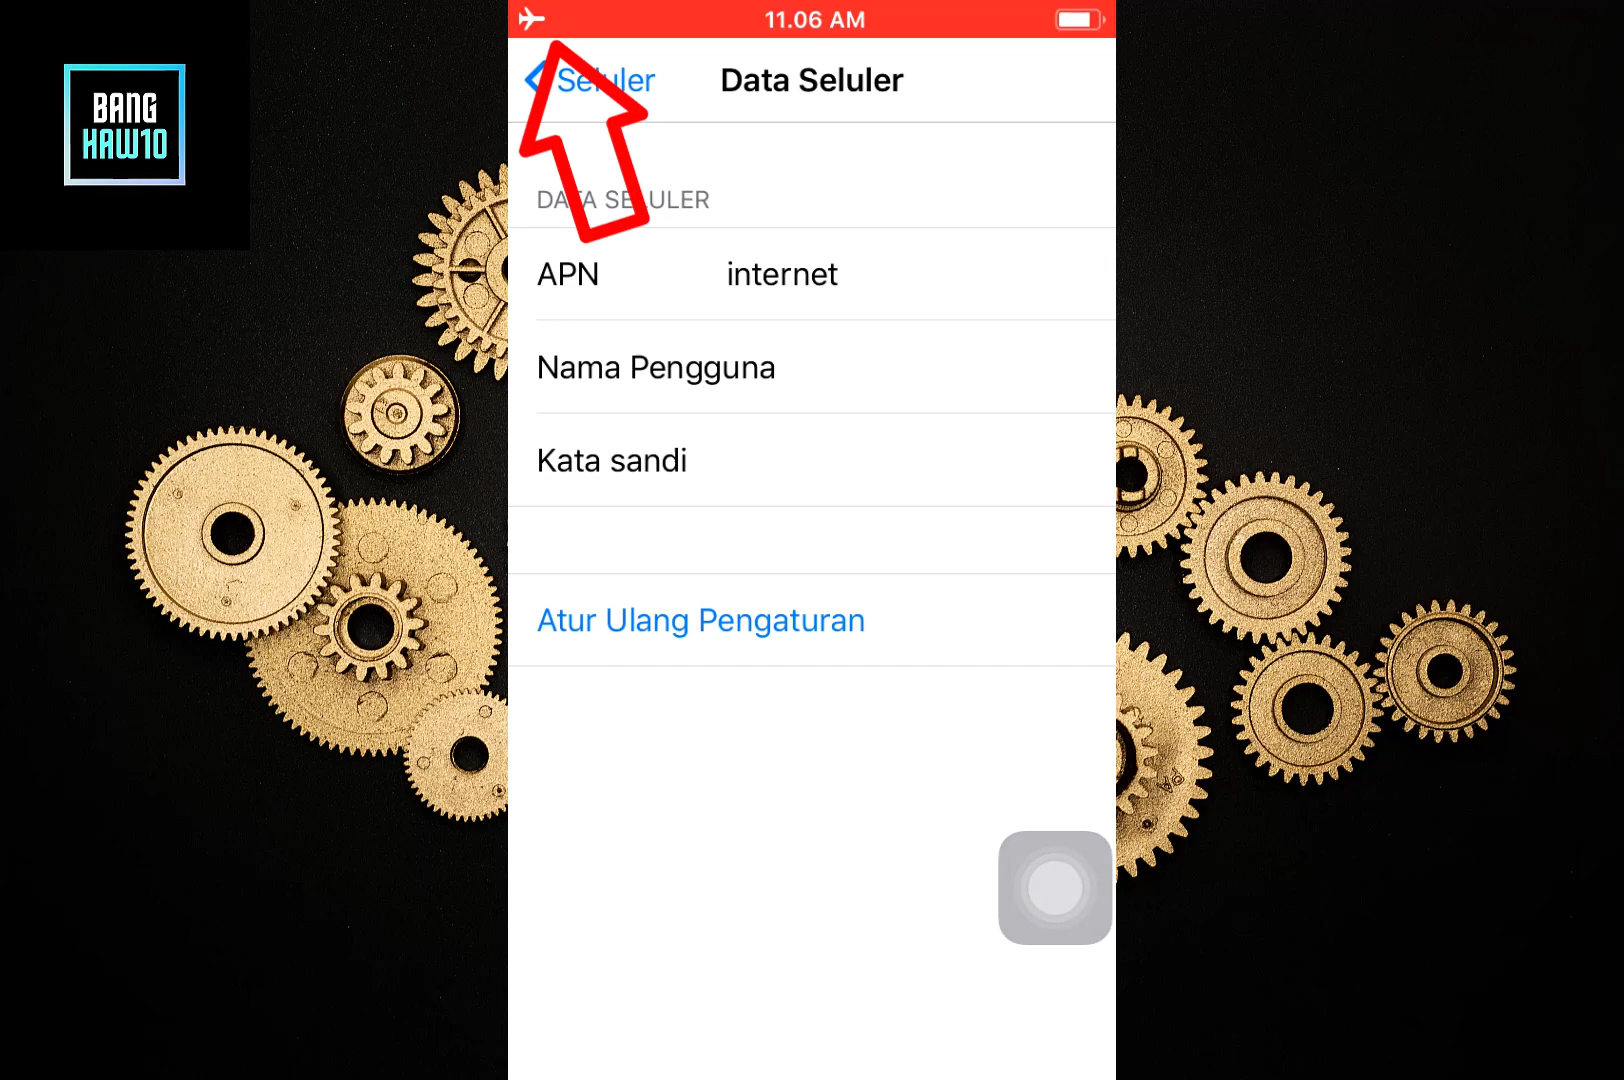 BANG
HAW10
11.06 AM
Seluler
Data Seluler
DATA SELULER
APN internet
Nama Pengguna
Kata sandi
Atur Ulang Pengaturan